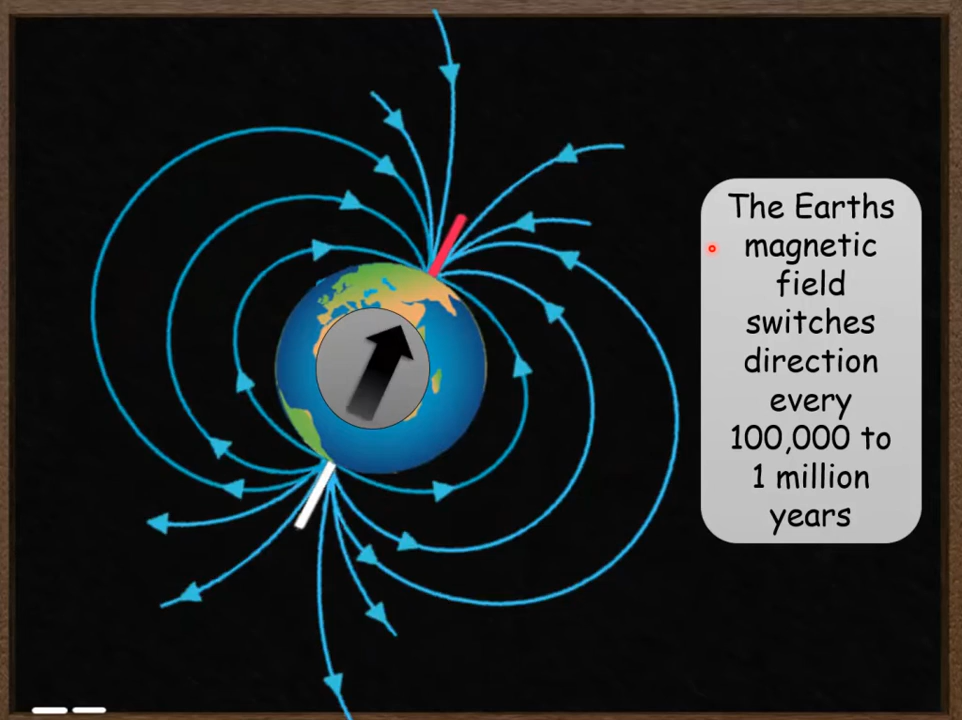 The Earths
magnetic
field
switches
direction
every
100,000 to
1 million
years